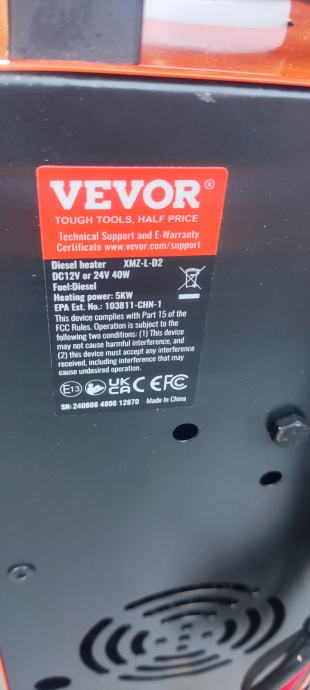 VEVOR®
TOUGH TOOLS, HALF PRICE
Technical Support and E-Warranty
Certificate www.vevor.com/support
Diesel heater XMZ-L-D2
DC12V or 24V 40W
Fuel:Diesel
Heating power: 5KW
EPA Est. No.: 103811-CHN-1
This device complies with Part 15 of the
FCC Rules. Operation is subject to the
following two conditions: (1) This device
may not cause harmful interference, and
(2) this device must accept any interference
received, including interference that may
cause undesired operation.
E13 UK CA CE FC
SN: 240808 4808 12870 Made In China